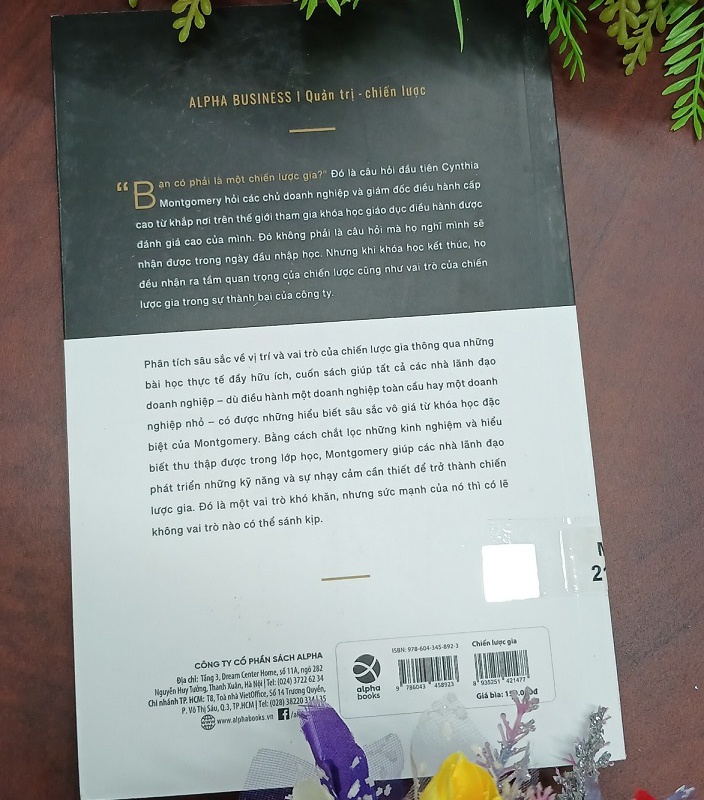 ALPHA BUSINESS | Quản trị - chiến lược
“Bạn có phải là một chiến lược gia?" Đó là câu hỏi đầu tiên Cynthia
Montgomery hỏi các chủ doanh nghiệp và giám đốc điều hành cấp
cao từ khắp nơi trên thế giới tham gia khóa học giáo dục điều hành được
đánh giá cao của mình. Đó không phải là câu hỏi mà họ nghĩ mình sẽ
nhận được trong ngày đầu nhập học. Nhưng khi khóa học kết thúc, họ
đều nhận ra tầm quan trọng của chiến lược cũng như vai trò của chiến
lược gia trong sự thành bại của công ty.
Phân tích sâu sắc về vị trí và vai trò của chiến lược gia thông qua những
bài học thực tế đầy hữu ích, cuốn sách giúp tất cả các nhà lãnh đạo
doanh nghiệp – dù điều hành một doanh nghiệp toàn cầu hay một doanh
nghiệp nhỏ – có được những hiểu biết sâu sắc vô giá từ khóa học đặc
biệt của Montgomery. Bằng cách chắt lọc những kinh nghiệm và hiểu
biết thu thập được trong lớp học, Montgomery giúp các nhà lãnh đạo
phát triển những kỹ năng và sự nhạy cảm cần thiết để trở thành chiến
lược gia. Đó là một vai trò khó khăn, nhưng sức mạnh của nó thì có lẽ
không vai trò nào có thể sánh kịp.
CÔNG TY CỔ PHẦN SÁCH ALPHA
Địa chỉ: Tầng 3, Dream Center Home, số 11A, ngõ 282
Nguyễn Huy Tưởng, Thanh Xuân, Hà Nội | Tel: (024) 3722 62 34
Chi nhánh TP. HCM: T8, Toà nhà VietOffice, Số 14 Trương Quyền,
P. Võ Thị Sáu, Q.3, TP.HCM | Tel: (028) 38220
www.alphabooks.vn
alpha
books
ISBN: 978-604-345-892-3
9 786043 458923
Chiến lược gia
8 935251 421477
Giá bìa: